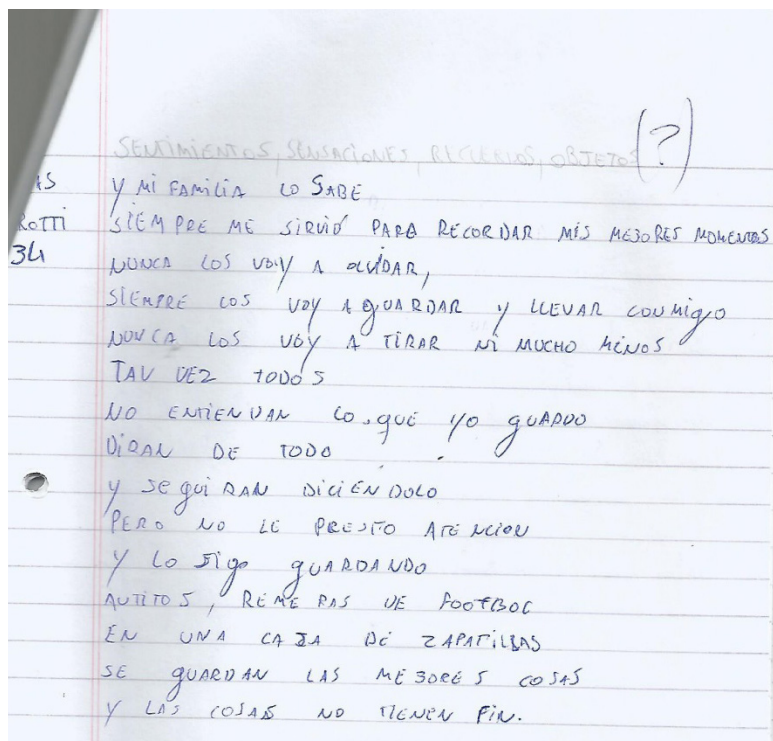 SENTIMIENTOS, SENSACIONES, RECUERDOS, OBJETOS (?)
AS Y MI FAMILIA LO SABE
ROTTI SIEMPRE ME SIRVIÓ PARA RECORDAR MIS MEJORES MOMENTOS
34 NUNCA LOS VOY A OLVIDAR,
SIEMPRE LOS VOY A GUARDAR Y LLEVAR CONMIGO
NUNCA LOS VOY A TIRAR NI MUCHO MENOS
TAV VEZ TODOS
NO ENTIENDAN LO QUE YO GUARDO
DIRAN DE TODO
Y SEGUIRAN DICIENDOLO
PERO NO LE PRESTO ATENCION
Y LO SIGO GUARDANDO
AUTITOS, REMERAS DE FOOTBOL
EN UNA CAJA DE ZAPATILLAS
SE GUARDAN LAS MEJORES COSAS
Y LAS COSAS NO TIENEN FIN.